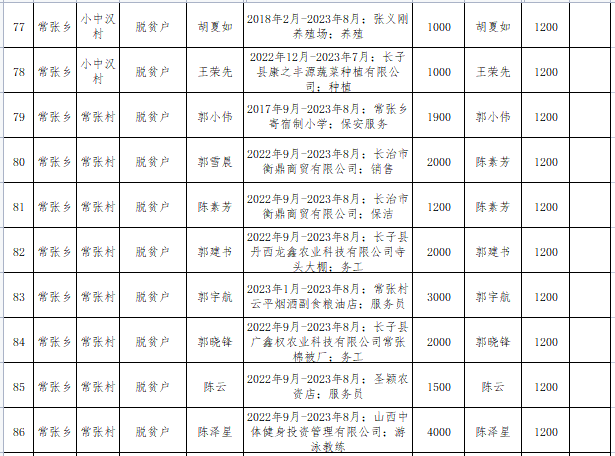 77 常张乡 小中汉村 脱贫户 胡夏如 2018年2月-2023年8月；张义刚养殖场；养殖 1000 胡夏如 1200
78 常张乡 小中汉村 脱贫户 王荣先 2022年12月-2023年7月；长子县康之丰源蔬菜种植有限公司；种植 1000 王荣先 1200
79 常张乡 常张村 脱贫户 郭小伟 2017年9月-2023年8月；常张乡寄宿制小学；保安服务 1900 郭小伟 1200
80 常张乡 常张村 脱贫户 郭雪晨 2022年9月-2023年8月；长治市衡鼎商贸有限公司；销售 2000 陈素芳 1200
81 常张乡 常张村 脱贫户 陈素芳 2022年9月-2023年8月；长治市衡鼎商贸有限公司；保洁 1200 陈素芳 1200
82 常张乡 常张村 脱贫户 郭建书 2022年9月-2023年8月；长子县丹西龙鑫农业科技有限公司寺头大棚；务工 2000 郭建书 1200
83 常张乡 常张村 脱贫户 郭宇航 2023年1月-2023年8月；常张村云平烟酒副食粮油店；服务员 3000 郭宇航 1200
84 常张乡 常张村 脱贫户 郭晓锋 2022年9月-2023年8月；长子县广鑫权农业科技有限公司常张棉被厂；务工 2000 郭晓锋 1200
85 常张乡 常张村 脱贫户 陈云 2022年9月-2023年8月；圣颖农资店；服务员 1500 陈云 1200
86 常张乡 常张村 脱贫户 陈泽星 2022年9月-2023年8月；山西中体健身投资管理有限公司；游泳教练 4000 陈泽星 1200